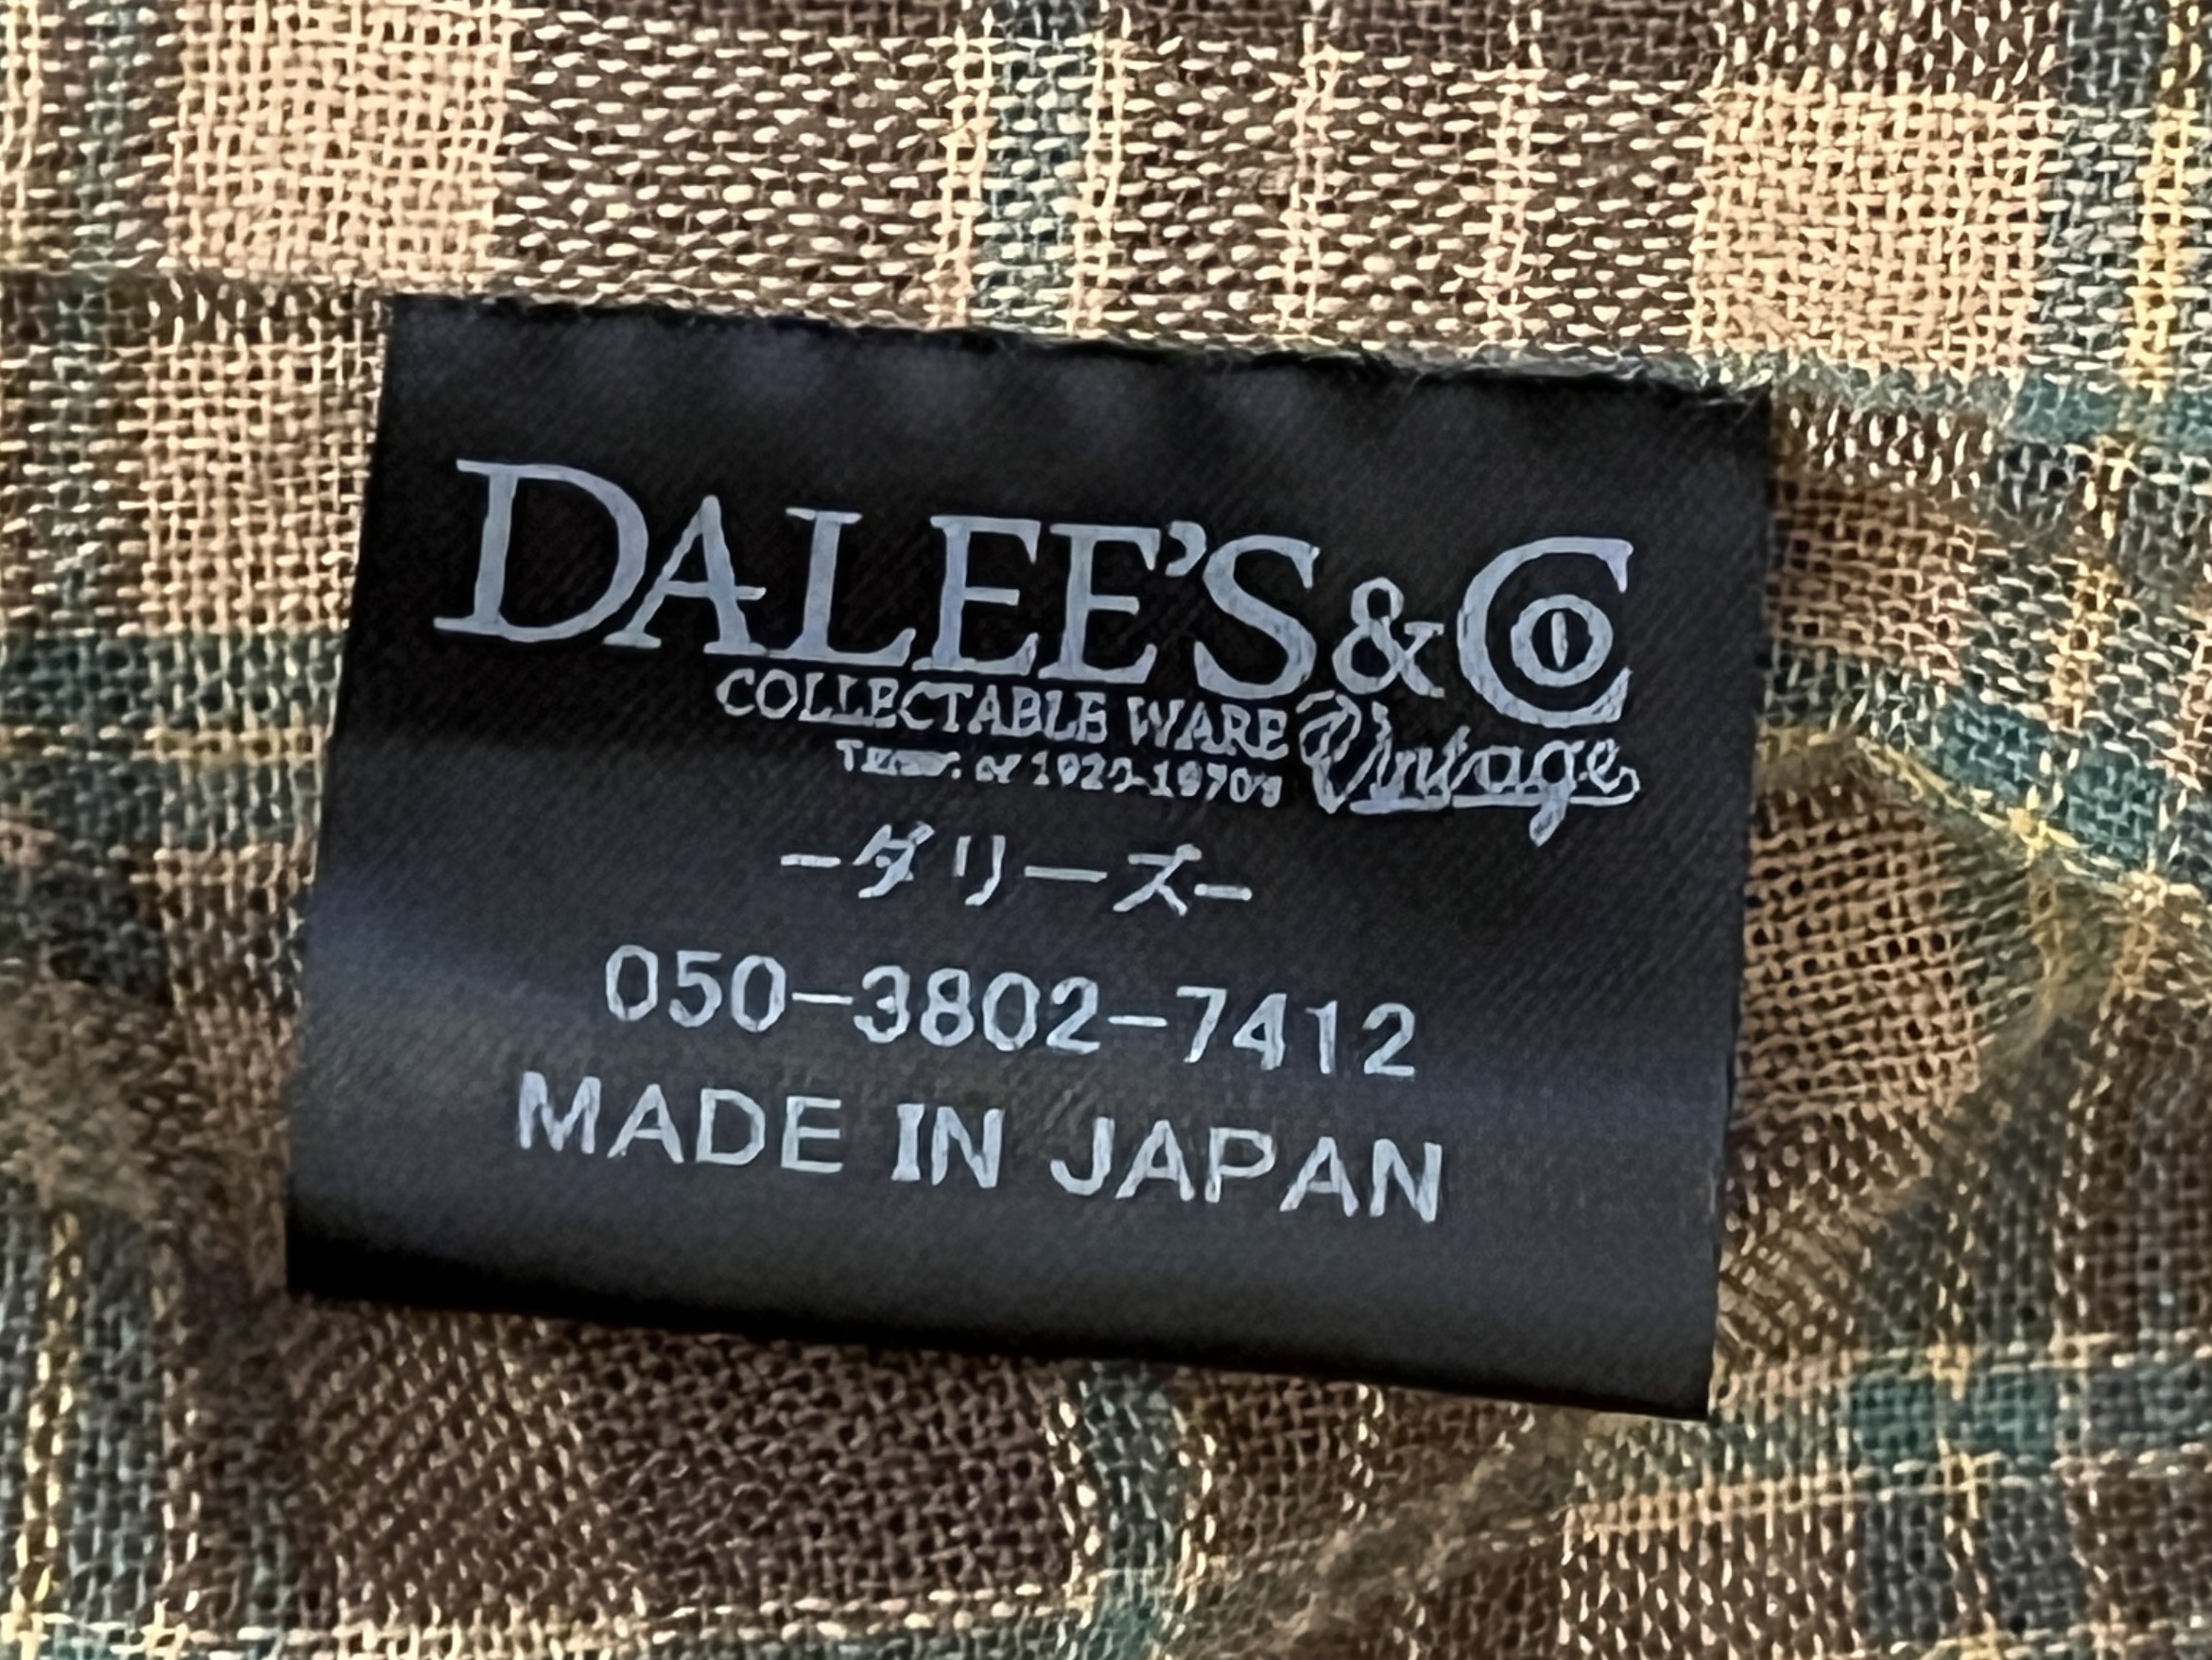 DALEE'S & Co
COLLECTABLE WARE Vintage
-ダリーズ-
050-3802-7412
MADE IN JAPAN